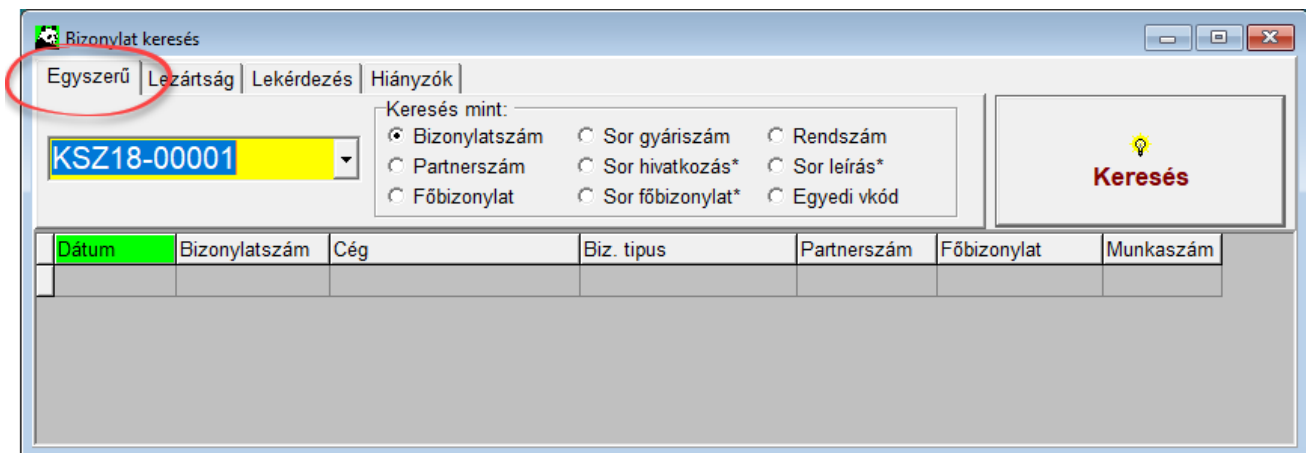 Bizonylat keresés
Egyszerű Lezártság Lekérdezés Hiányzók
Keresés mint:
KSZ18-00001
Bizonylatszám Sor gyáriszám Rendszám
Partnerszám Sor hivatkozás* Sor leírás*
Főbizonylat Sor főbizonylat* Egyedi vkód
Keresés
Dátum Bizonylatszám Cég Biz. tipus Partnerszám Főbizonylat Munkaszám